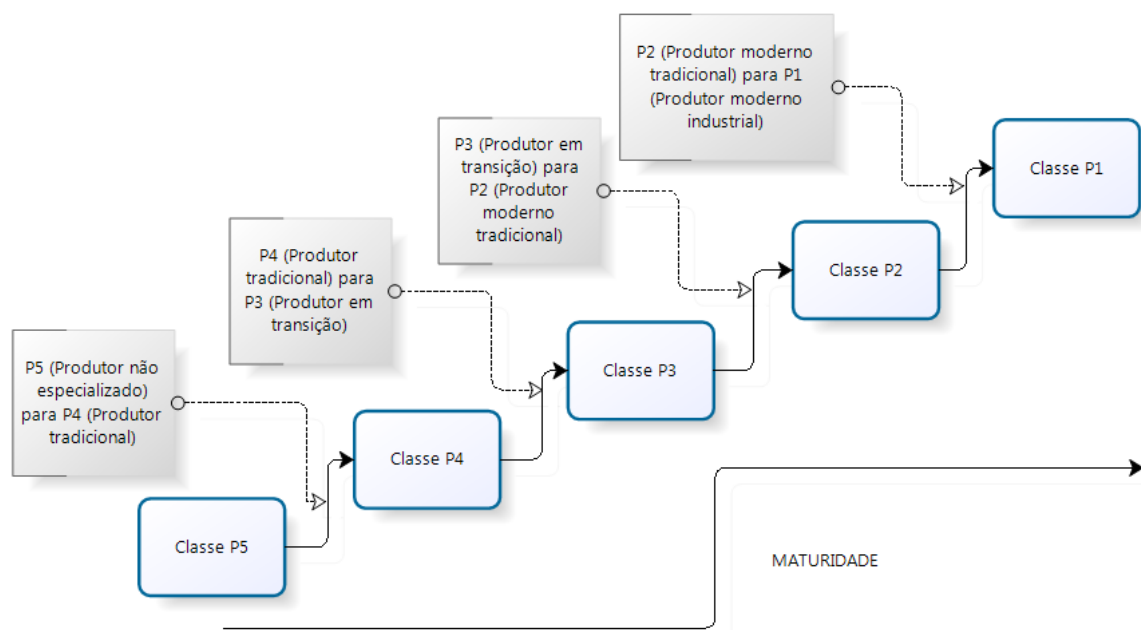 P2 (Produtor moderno
tradicional) para P1
(Produtor moderno
industrial)
P3 (Produtor em
transição) para
P2 (Produtor
moderno
tradicional)
Classe P1
P4 (Produtor
tradicional) para
P3 (Produtor em
transição)
Classe P2
P5 (Produtor não
especializado)
para P4 (Produtor
tradicional)
Classe P3
Classe P4
Classe P5
MATURIDADE